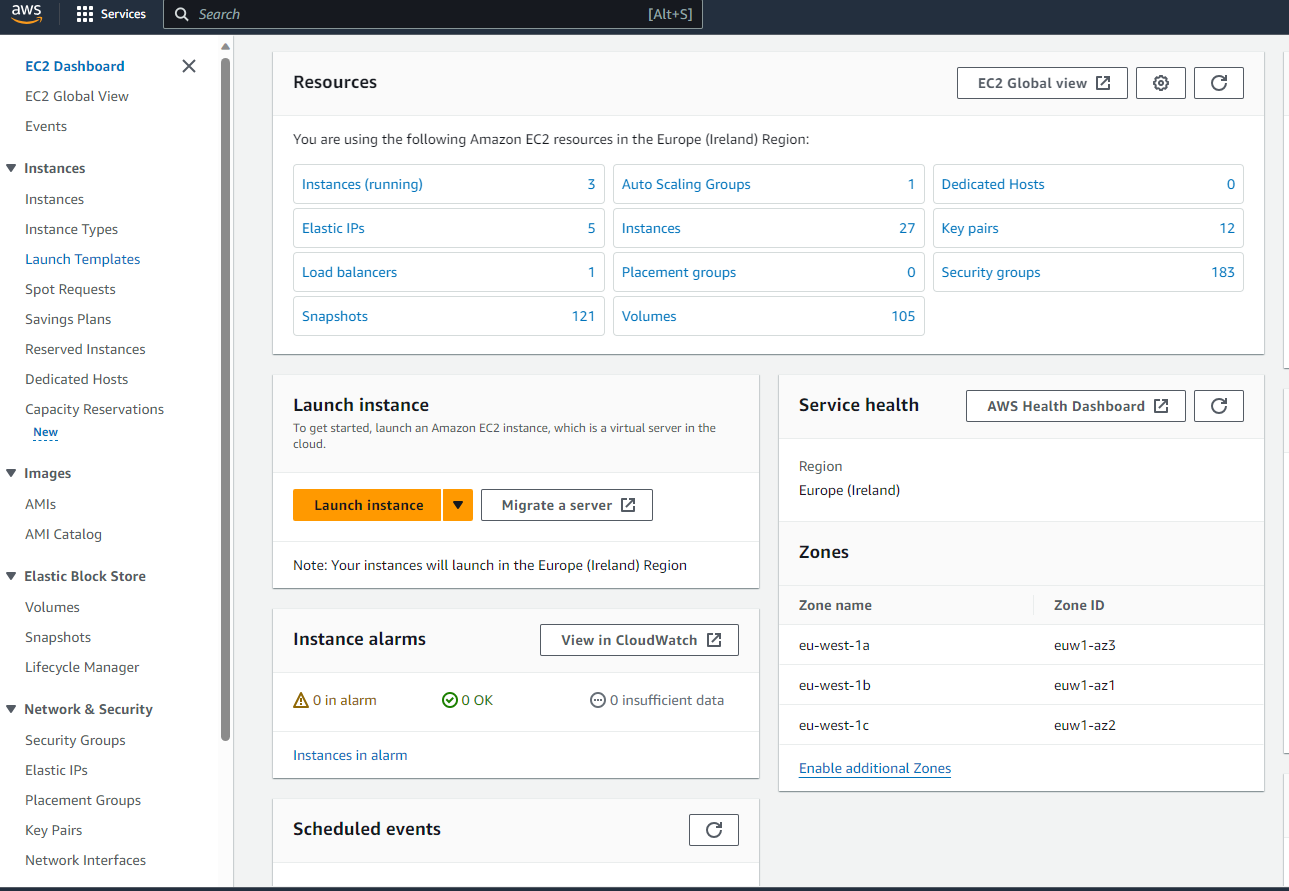 aws
Services
Search
[Alt+S]
EC2 Dashboard
EC2 Global View
Events
Instances
Instances
Instance Types
Launch Templates
Spot Requests
Savings Plans
Reserved Instances
Dedicated Hosts
Capacity Reservations
New
Images
AMIs
AMI Catalog
Elastic Block Store
Volumes
Snapshots
Lifecycle Manager
Network & Security
Security Groups
Elastic IPs
Placement Groups
Key Pairs
Network Interfaces
Resources
EC2 Global view
You are using the following Amazon EC2 resources in the Europe (Ireland) Region:
Instances (running) 3
Auto Scaling Groups 1
Dedicated Hosts 0
Elastic IPs 5
Instances 27
Key pairs 12
Load balancers 1
Placement groups 0
Security groups 183
Snapshots 121
Volumes 105
Launch instance
To get started, launch an Amazon EC2 instance, which is a virtual server in the
cloud.
Launch instance
Migrate a server
Note: Your instances will launch in the Europe (Ireland) Region
Instance alarms
View in CloudWatch
0 in alarm
0 OK
0 insufficient data
Instances in alarm
Scheduled events
Service health
AWS Health Dashboard
Region
Europe (Ireland)
Zones
Zone name Zone ID
eu-west-1a euw1-az3
eu-west-1b euw1-az1
eu-west-1c euw1-az2
Enable additional Zones